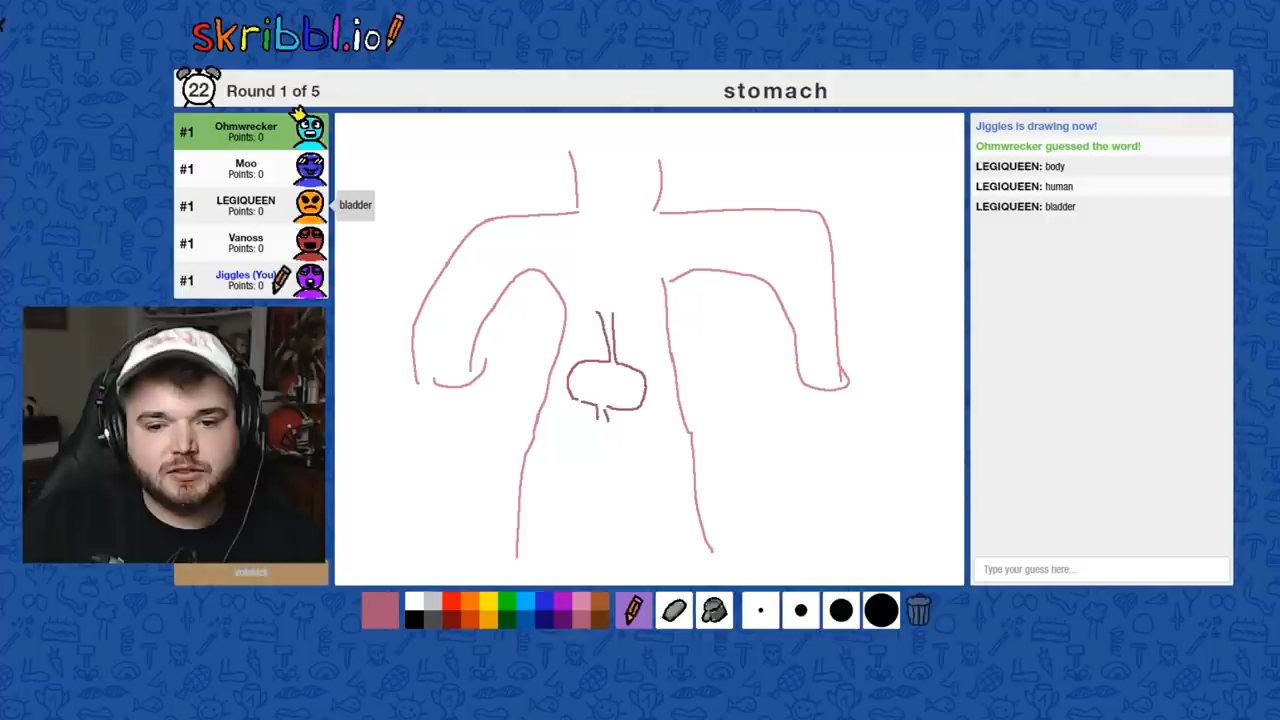 skribbl.io
22
Round 1 of 5
stomach
#1 Ohmwrecker
Points: 0
#1 Moo
Points: 0
#1 LEGIQUEEN
Points: 0
bladder
#1 Vanoss
Points: 0
#1 Jiggles (You)
Points: 0
Jiggles is drawing now!
Ohmwrecker guessed the word!
LEGIQUEEN: body
LEGIQUEEN: human
LEGIQUEEN: bladder
Type your guess here...